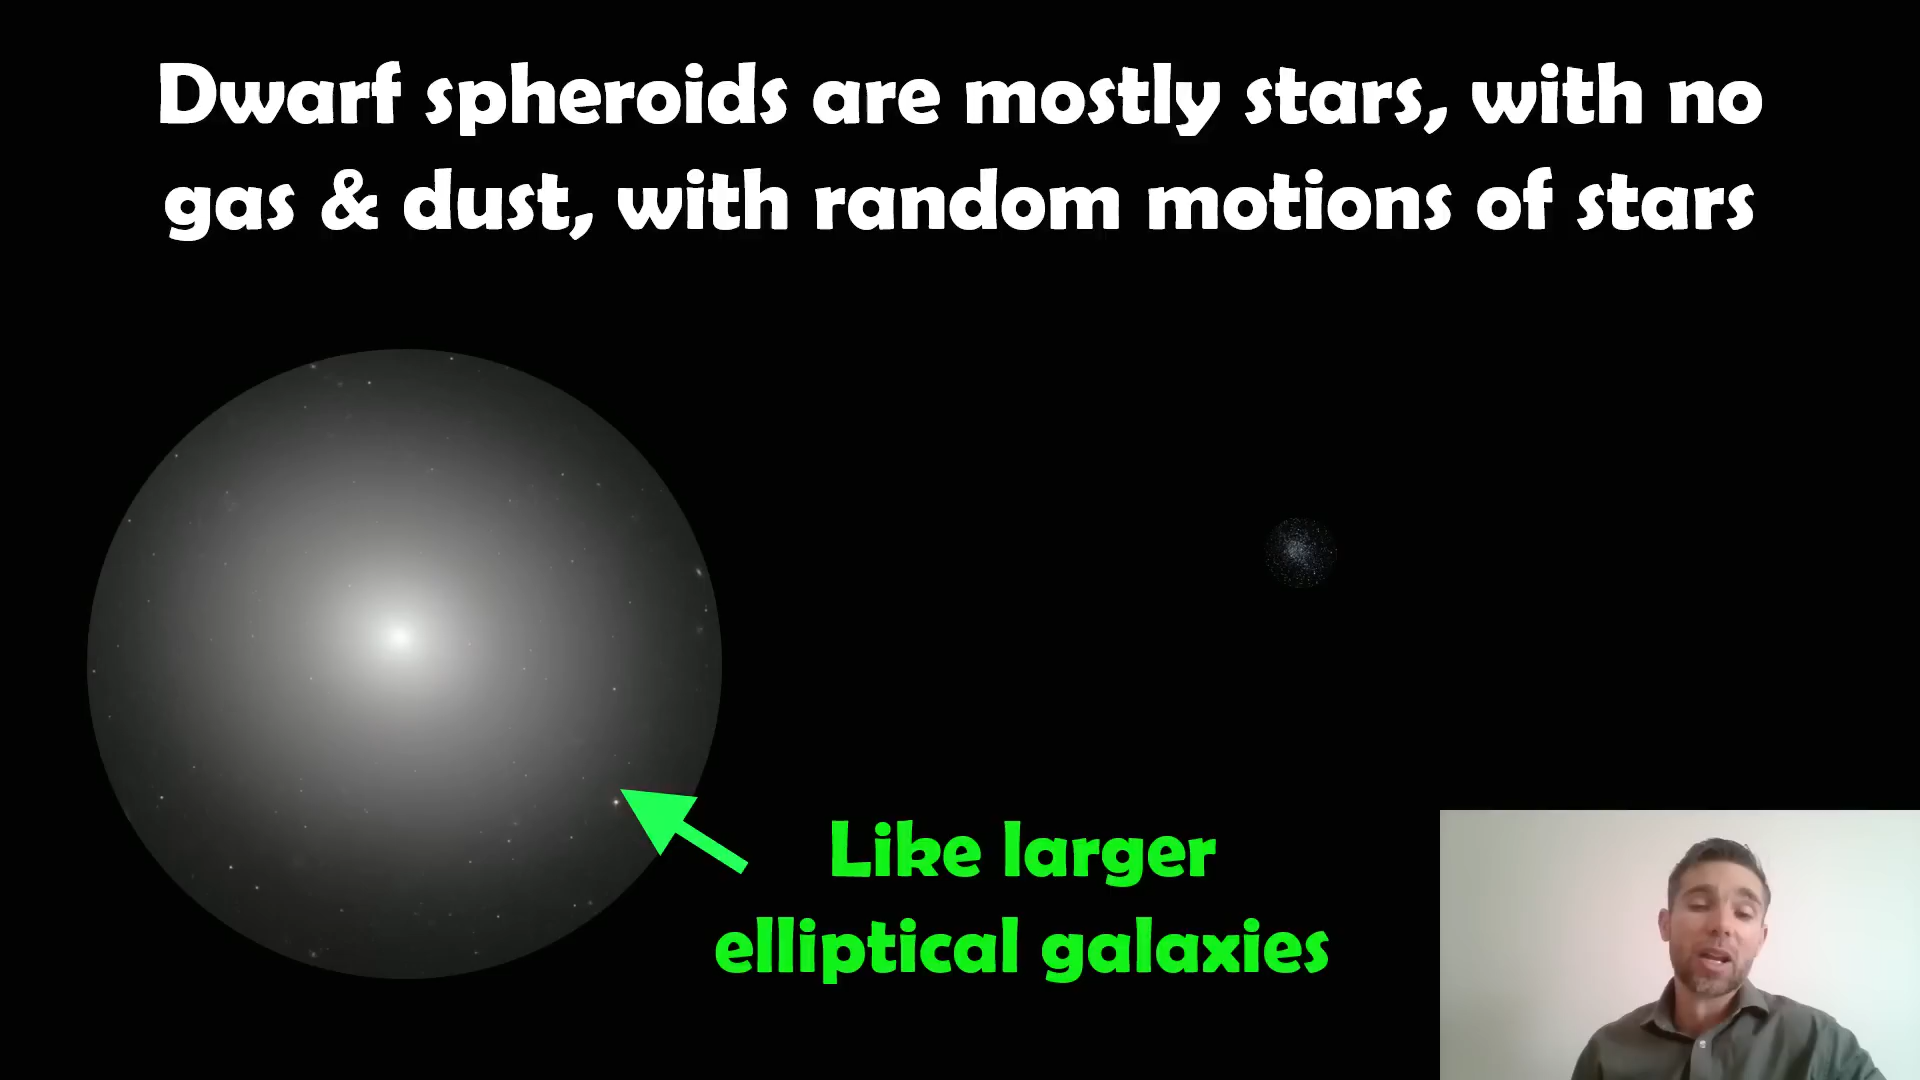 Dwarf spheroids are mostly stars, with no
gas & dust, with random motions of stars
Like larger
elliptical galaxies